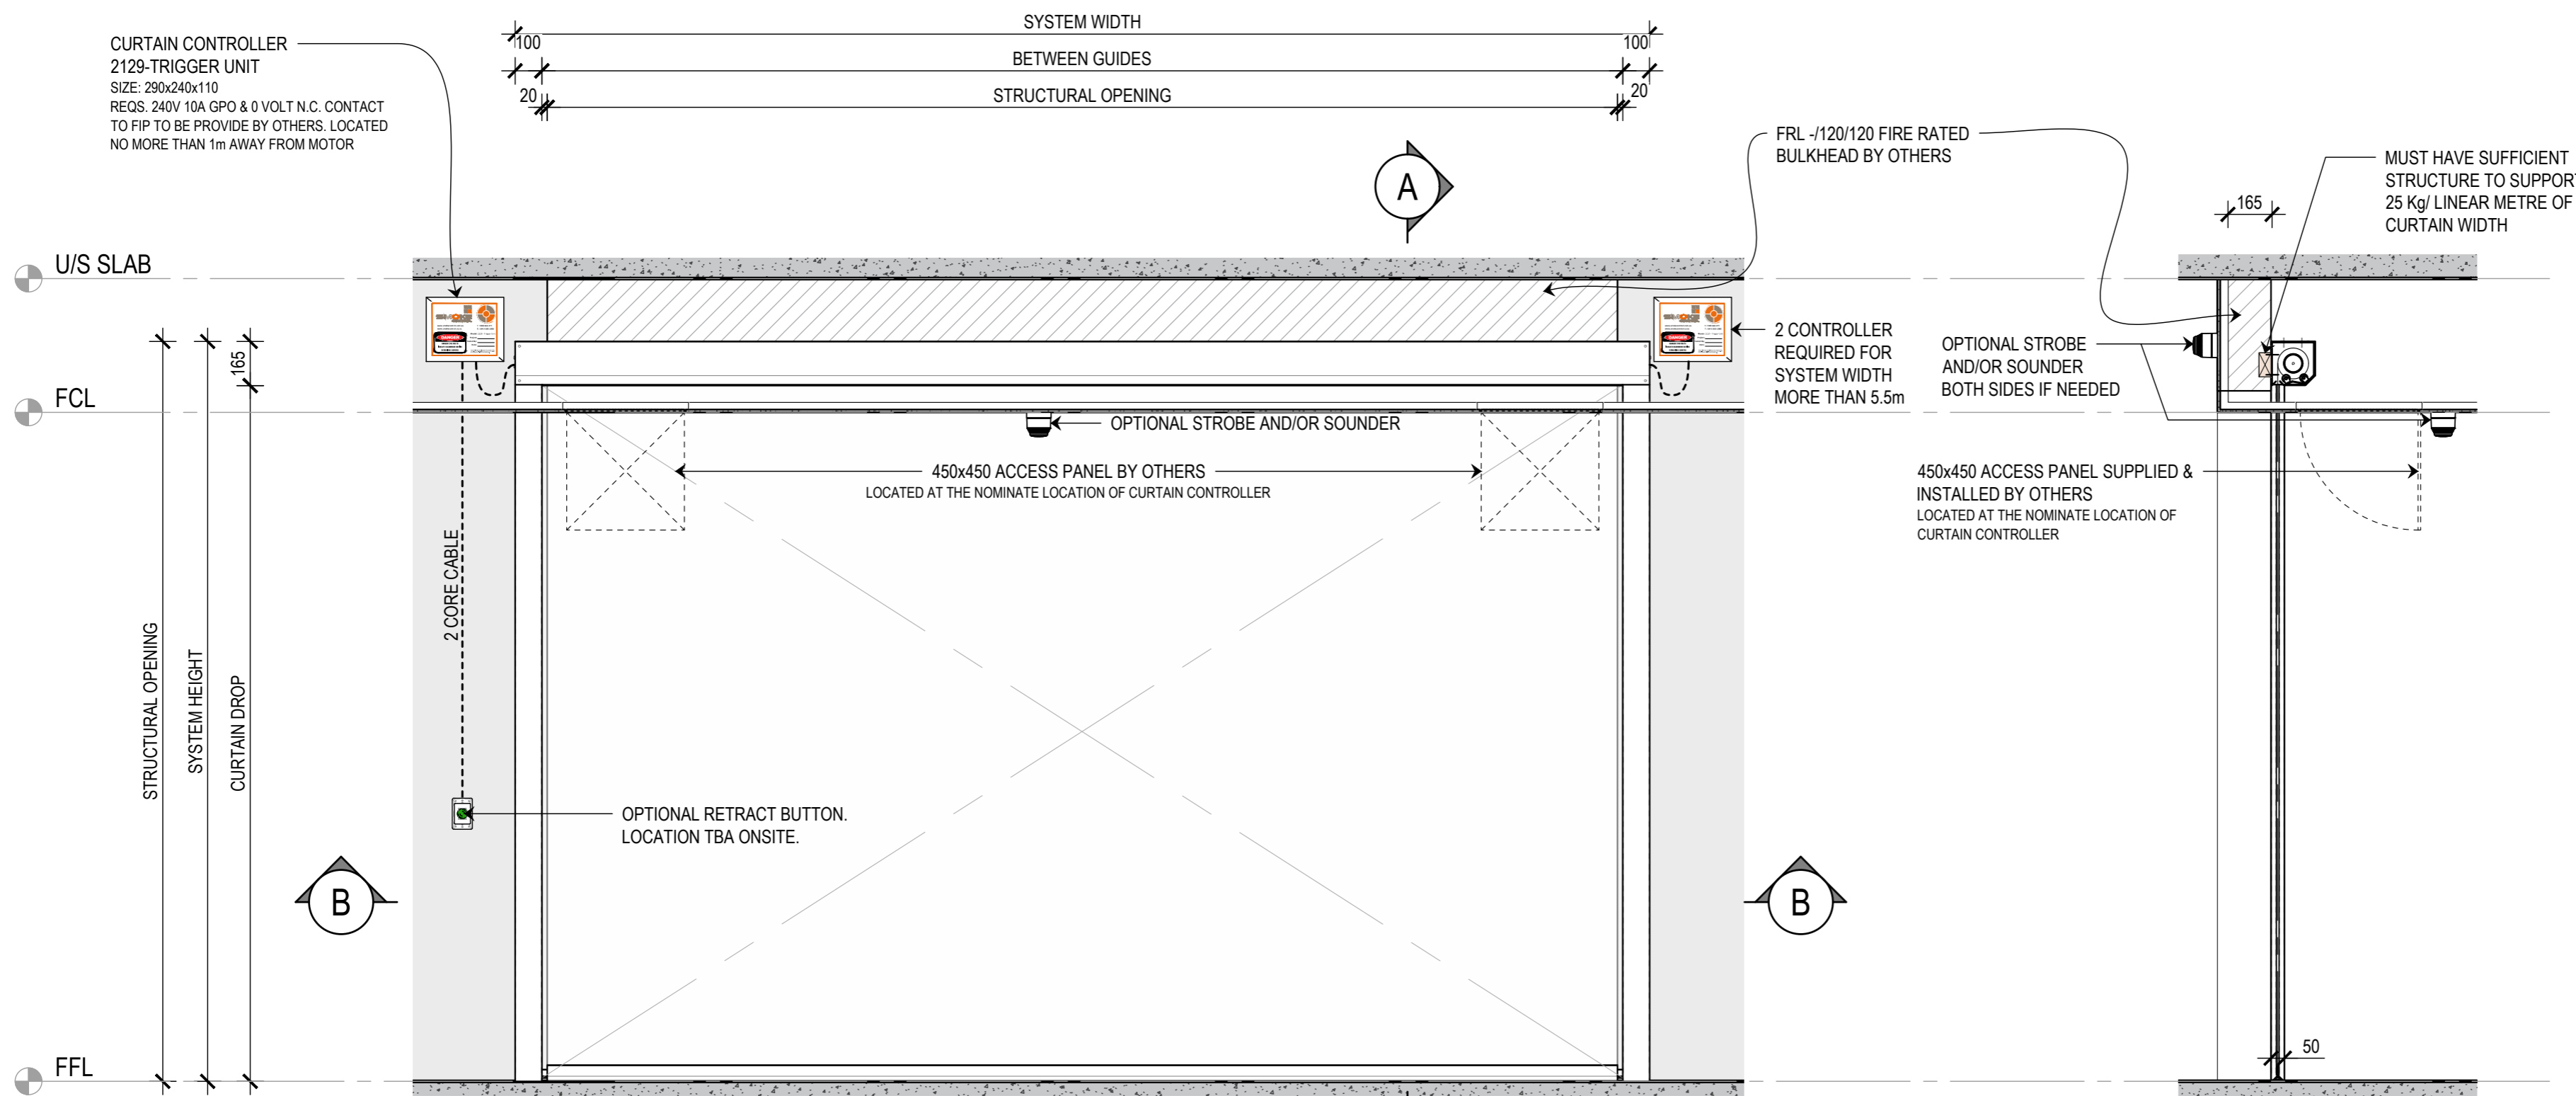 SYSTEM WIDTH
100
100
BETWEEN GUIDES
20
20
STRUCTURAL OPENING
CURTAIN CONTROLLER
2129-TRIGGER UNIT
SIZE: 290x240x110
REQS. 240V 10A GPO & 0 VOLT N.C. CONTACT
TO FIP TO BE PROVIDE BY OTHERS. LOCATED
NO MORE THAN 1m AWAY FROM MOTOR
A
FRL -/120/120 FIRE RATED
BULKHEAD BY OTHERS
MUST HAVE SUFFICIENT
STRUCTURE TO SUPPORT
25 Kg/ LINEAR METRE OF
CURTAIN WIDTH
165
U/S SLAB
DANGER
DANGER
2 CONTROLLER
REQUIRED FOR
SYSTEM WIDTH
MORE THAN 5.5m
OPTIONAL STROBE
AND/OR SOUNDER
BOTH SIDES IF NEEDED
165
FCL
OPTIONAL STROBE AND/OR SOUNDER
450x450 ACCESS PANEL BY OTHERS
LOCATED AT THE NOMINATE LOCATION OF CURTAIN CONTROLLER
450x450 ACCESS PANEL SUPPLIED &
INSTALLED BY OTHERS
LOCATED AT THE NOMINATE LOCATION OF
CURTAIN CONTROLLER
2 CORE CABLE
STRUCTURAL OPENING
SYSTEM HEIGHT
CURTAIN DROP
OPTIONAL RETRACT BUTTON.
LOCATION TBA ONSITE.
B
B
50
FFL